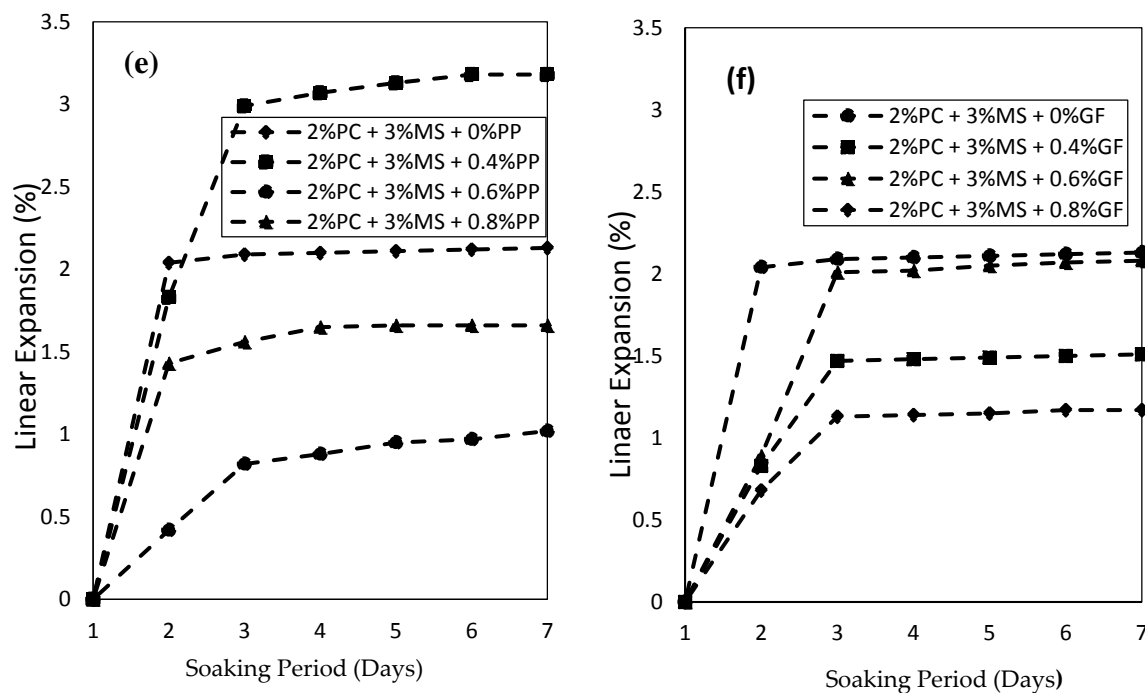 (e)
Linear Expansion (%)
3.5
3
2.5
2
1.5
1
0.5
0
2%PC + 3%MS + 0%PP
2%PC + 3%MS + 0.4%PP
2%PC + 3%MS + 0.6%PP
2%PC + 3%MS + 0.8%PP
1 2 3 4 5 6 7
Soaking Period (Days)
(f)
Linaer Expansion (%)
3.5
3
2.5
2
1.5
1
0.5
0
2%PC + 3%MS + 0%GF
2%PC + 3%MS + 0.4%GF
2%PC + 3%MS + 0.6%GF
2%PC + 3%MS + 0.8%GF
1 2 3 4 5 6 7
Soaking Period (Days)